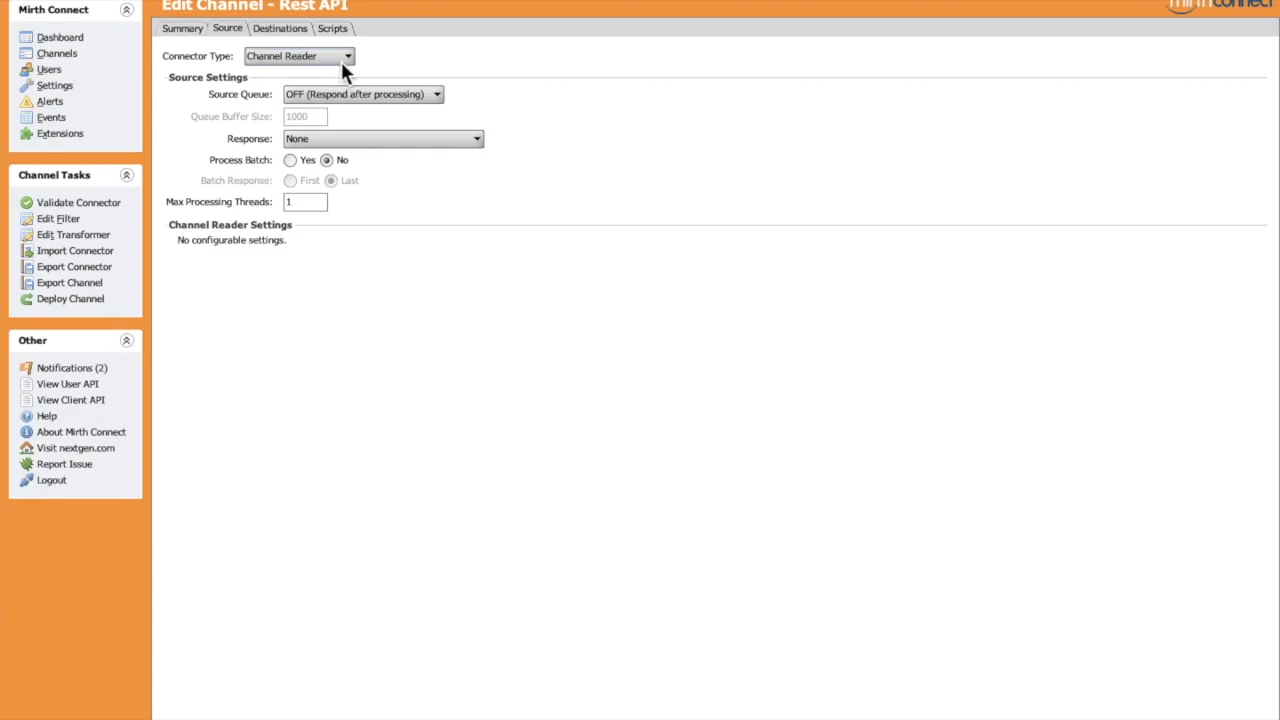 Mirth Connect
Dashboard
Channels
Users
Settings
Alerts
Events
Extensions
Channel Tasks
Validate Connector
Edit Filter
Edit Transformer
Import Connector
Export Connector
Export Channel
Deploy Channel
Other
Notifications (2)
View User API
View Client API
Help
About Mirth Connect
Visit nextgen.com
Report Issue
Logout
Edit Channel - Rest API
mirth connect
Summary Source Destinations Scripts
Connector Type: Channel Reader
Source Settings
Source Queue: OFF (Respond after processing)
Queue Buffer Size: 1000
Response: None
Process Batch: Yes No
Batch Response: First Last
Max Processing Threads: 1
Channel Reader Settings
No configurable settings.